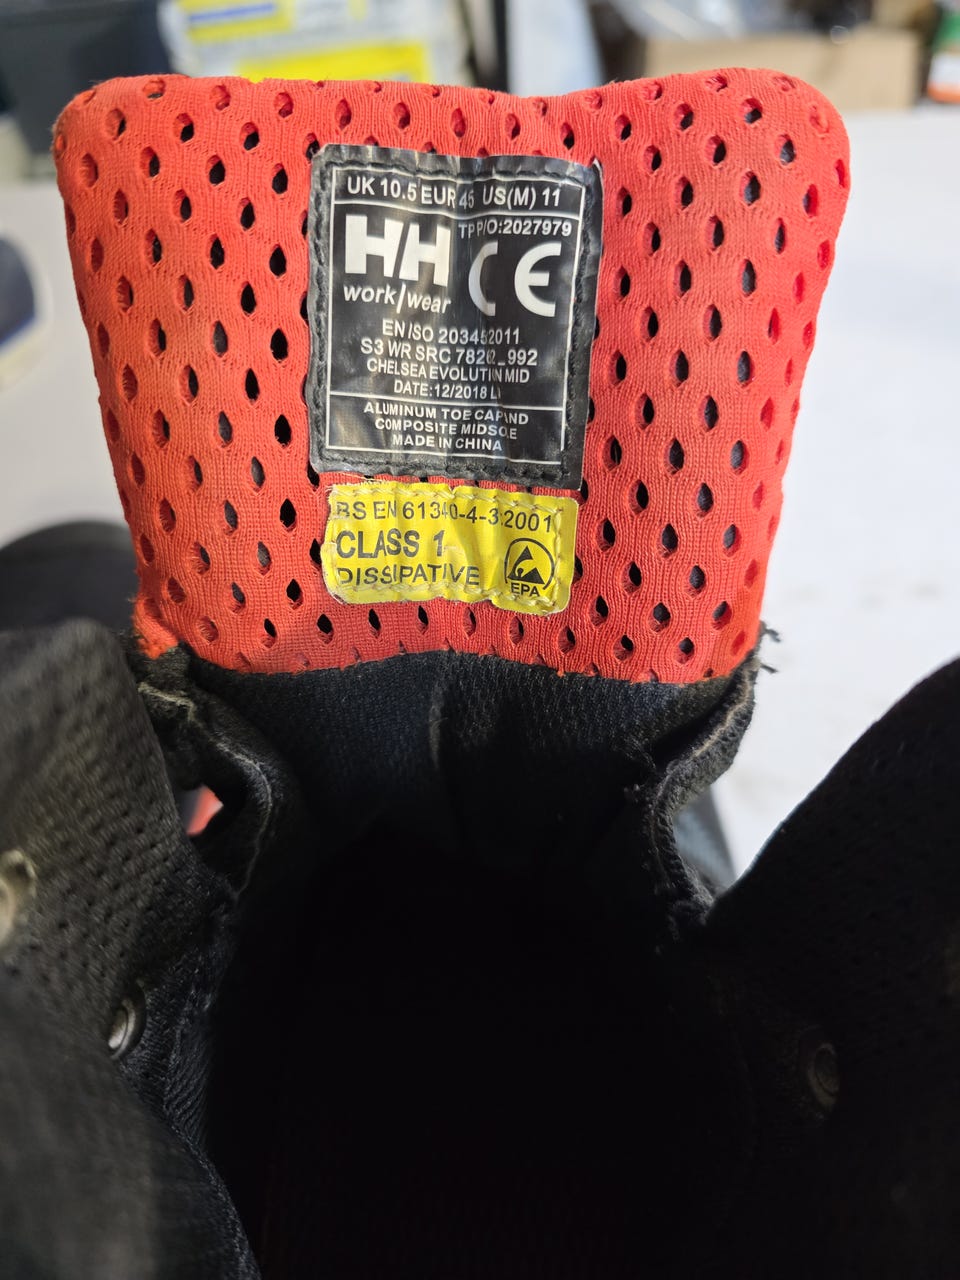 UK 10.5 EUR 45 US(M) 11
HH
TP P/O:2027979
work/wear
CE
EN ISO 20345:2011
S3 WR SRC 78202_992
CHELSEA EVOLUTION MID
DATE:12/2018
ALUMINUM TOE CAP AND
COMPOSITE MIDSOLE
MADE IN CHINA
BS EN 61340-4-3:2001
CLASS 1
DISSIPATIVE
EPA